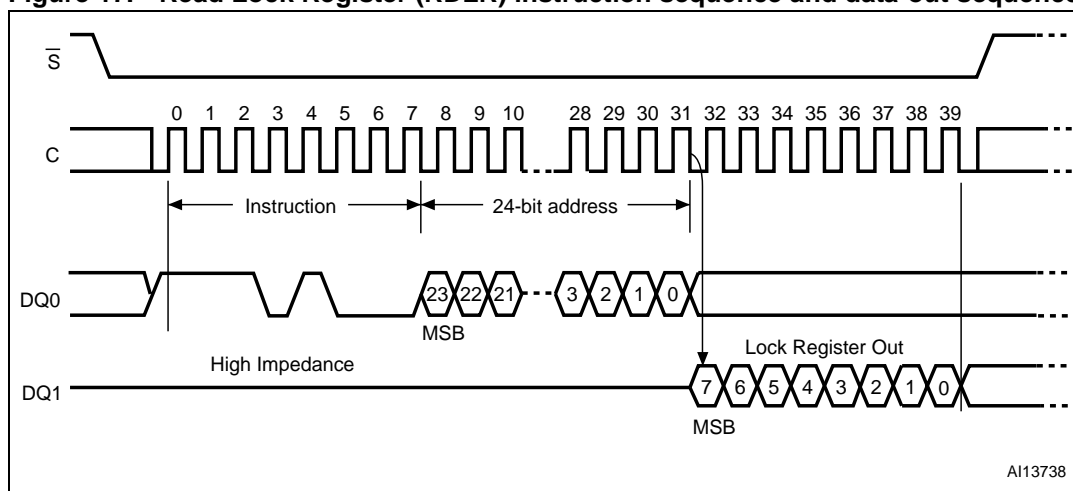 Figure 17. Read Lock Register (RDLR) instruction sequence and data-out sequence
S
0 1 2 3 4 5 6 7 8 9 10 28 29 30 31 32 33 34 35 36 37 38 39
C
Instruction 24-bit address
DQ0 23 22 21 3 2 1 0
MSB
High Impedance Lock Register Out
DQ1 7 6 5 4 3 2 1 0
MSB
AI13738